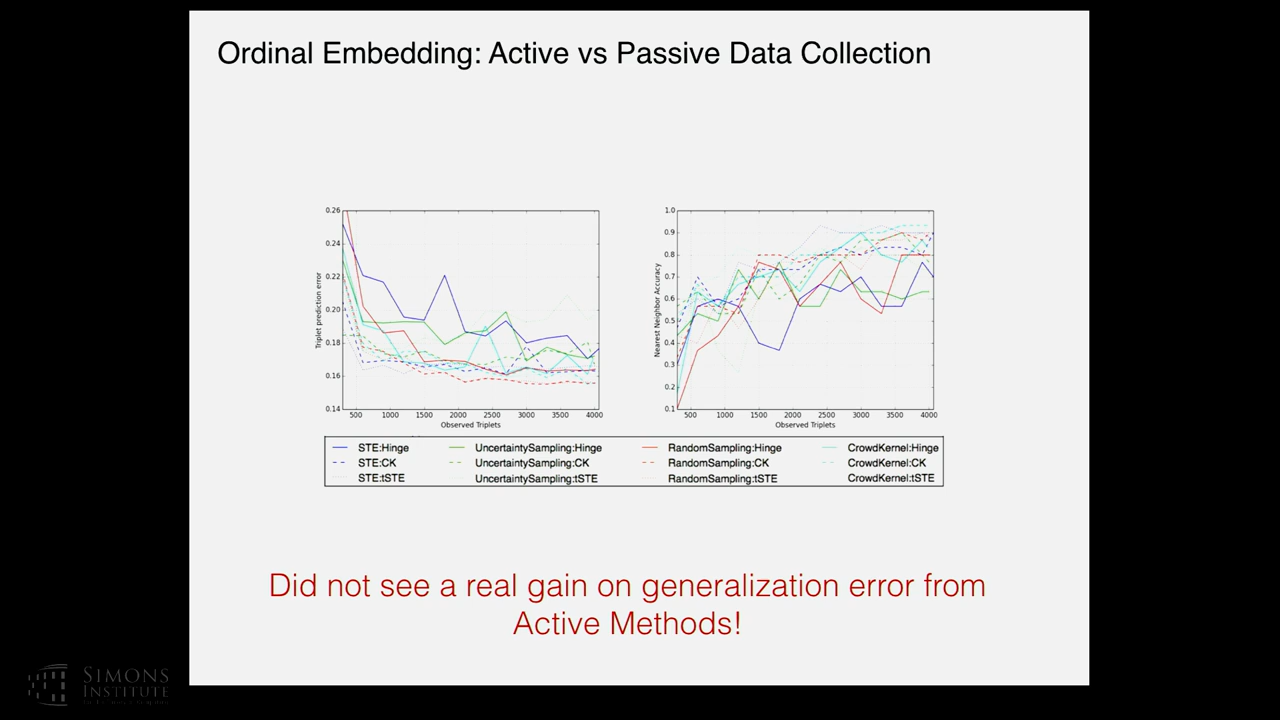 Ordinal Embedding: Active vs Passive Data Collection
0.26
0.24
0.22
0.20
0.18
0.16
0.14
Triplet prediction error
500 1000 1500 2000 2500 3000 3500 4000
Observed Triplets
1.0
0.9
0.8
0.7
0.6
0.5
0.4
0.3
0.2
0.1
Nearest Neighbor Accuracy
500 1000 1500 2000 2500 3000 3500 4000
Observed Triplets
STE:Hinge UncertaintySampling:Hinge RandomSampling:Hinge CrowdKernel:Hinge
STE:CK UncertaintySampling:CK RandomSampling:CK CrowdKernel:CK
STE:tSTE UncertaintySampling:tSTE RandomSampling:tSTE CrowdKernel:tSTE
Did not see a real gain on generalization error from
Active Methods!
SIMONS
INSTITUTE